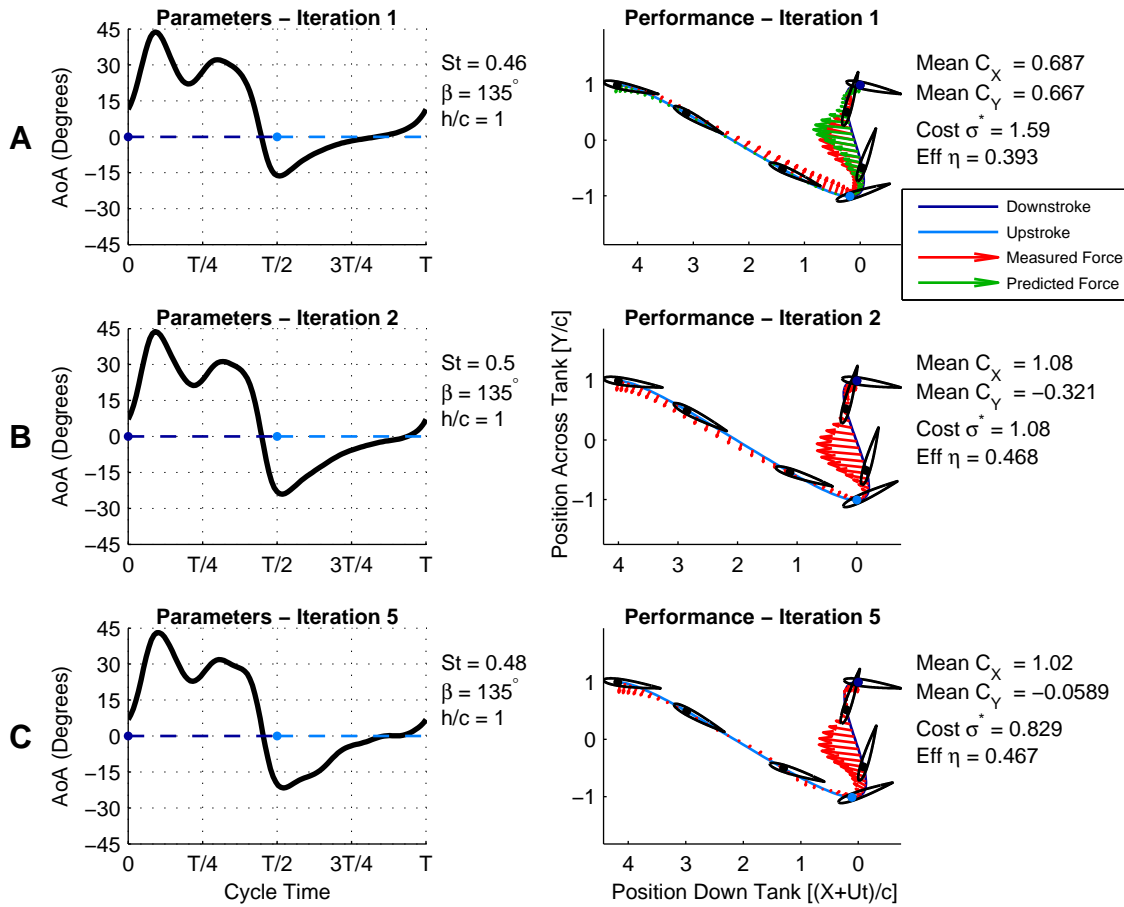 Parameters − Iteration 1
Performance − Iteration 1
A
AoA (Degrees)
45
30
15
0
−15
−30
−45
0
T/4
T/2
3T/4
T
St = 0.46
β = 135°
h/c = 1
1
0
−1
4
3
2
1
0
Mean C_X = 0.687
Mean C_Y = 0.667
Cost σ* = 1.59
Eff η = 0.393
Downstroke
Upstroke
Measured Force
Predicted Force
Parameters − Iteration 2
Performance − Iteration 2
B
AoA (Degrees)
45
30
15
0
−15
−30
−45
0
T/4
T/2
3T/4
T
St = 0.5
β = 135°
h/c = 1
Position Across Tank [Y/c]
1
0
−1
4
3
2
1
0
Mean C_X = 1.08
Mean C_Y = −0.321
Cost σ* = 1.08
Eff η = 0.468
Parameters − Iteration 5
Performance − Iteration 5
C
AoA (Degrees)
45
30
15
0
−15
−30
−45
0
T/4
T/2
3T/4
T
Cycle Time
St = 0.48
β = 135°
h/c = 1
1
0
−1
4
3
2
1
0
Position Down Tank [(X+Ut)/c]
Mean C_X = 1.02
Mean C_Y = −0.0589
Cost σ* = 0.829
Eff η = 0.467